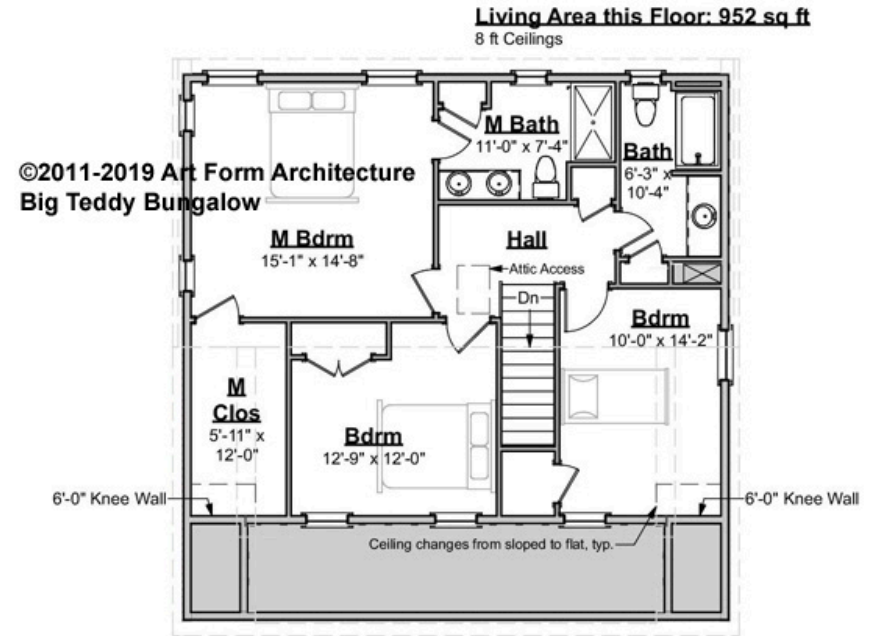 Living Area this Floor: 952 sq ft
8 ft Ceilings
M Bath
11'-0" x 7'-4"
Bath
6'-3" x
10'-4"
©2011-2019 Art Form Architecture
Big Teddy Bungalow
M Bdrm
15'-1" x 14'-8"
Hall
Attic Access
Dn
Bdrm
10'-0" x 14'-2"
M
Clos
5'-11" x
12'-0"
Bdrm
12'-9" x 12'-0"
6'-0" Knee Wall
6'-0" Knee Wall
Ceiling changes from sloped to flat, typ.